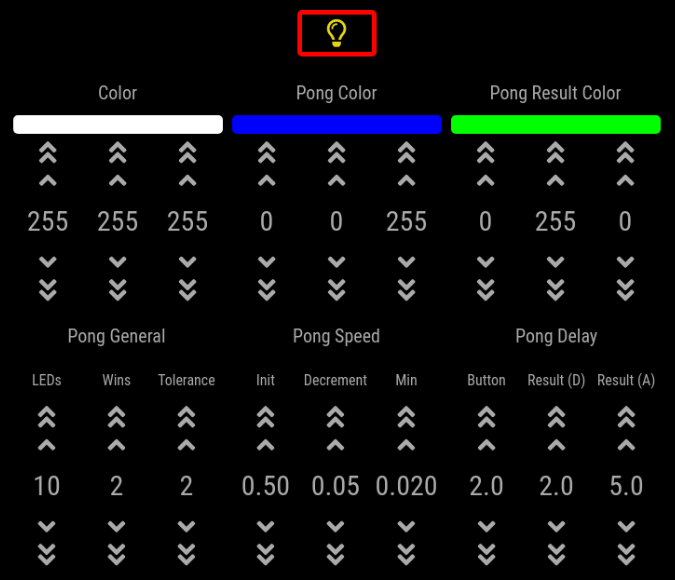 Color Pong Color Pong Result Color
255 255 255 0 0 255 0 255 0
Pong General Pong Speed Pong Delay
LEDs Wins Tolerance Init Decrement Min Button Result (D) Result (A)
10 2 2 0.50 0.05 0.020 2.0 2.0 5.0